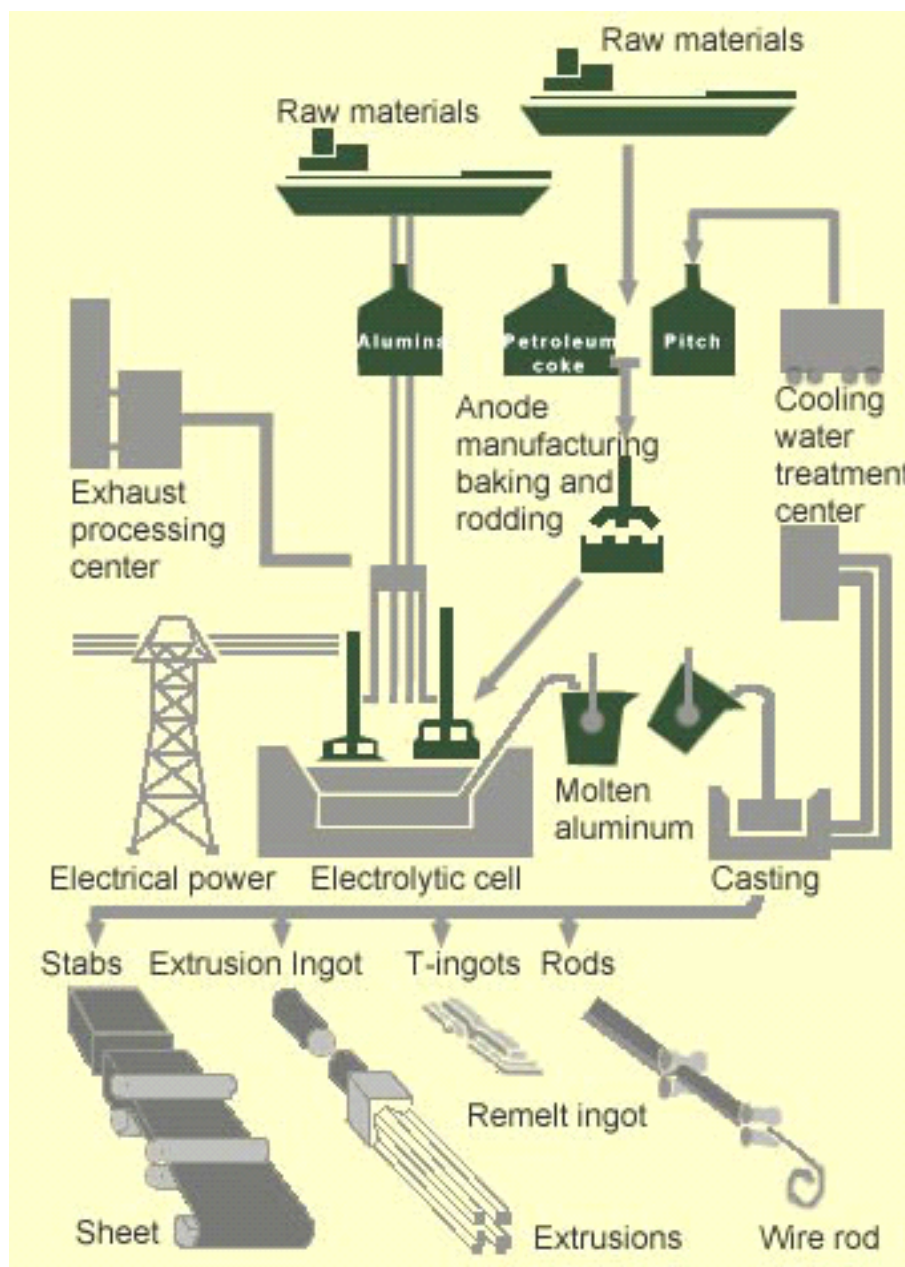 Raw materials
Raw materials
Alumina
Petroleum
coke
Pitch
Anode
manufacturing
baking and
rodding
Cooling
water
treatment
center
Exhaust
processing
center
Molten
aluminum
Electrical power
Electrolytic cell
Casting
Stabs
Extrusion Ingot
T-ingots
Rods
Remelt ingot
Sheet
Extrusions
Wire rod